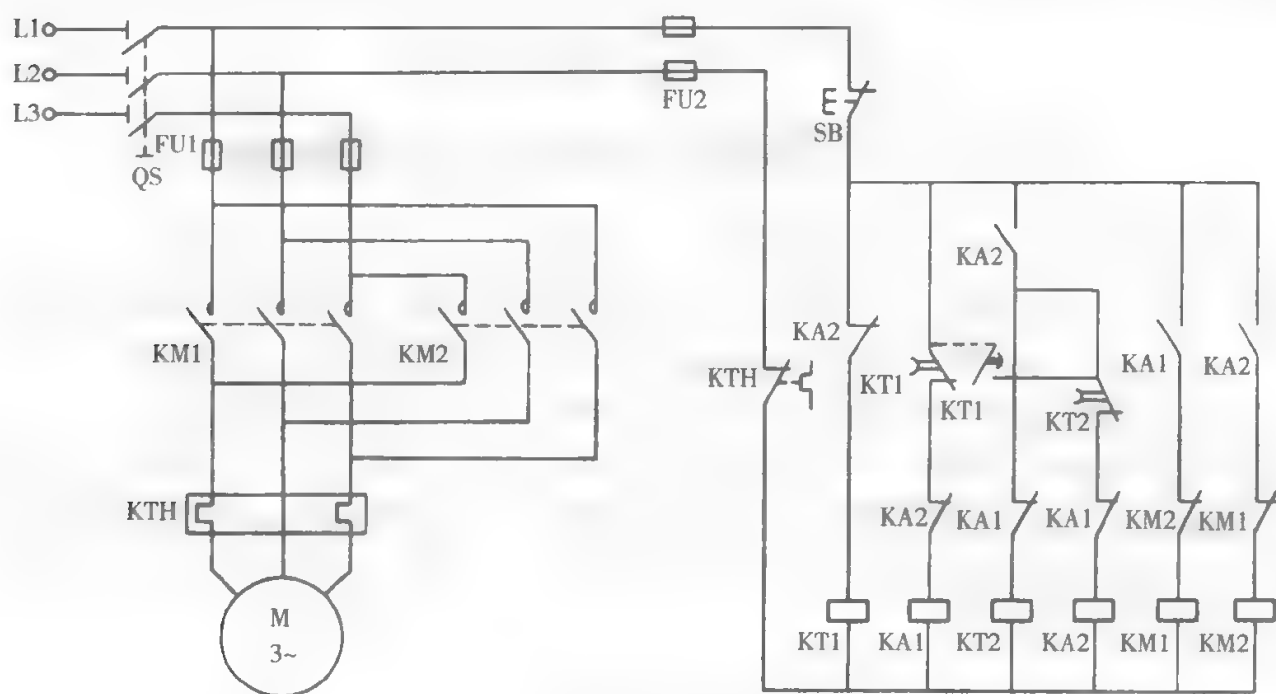 L1
L2
L3
FU1
QS
FU2
SB
KA2
KA2
KT1
KT1
KT2
KA1
KA2
KM1
KM2
KTH
KTH
KA2
KA1
KA1
KM2
KM1
M
3~
KT1
KA1
KT2
KA2
KM1
KM2